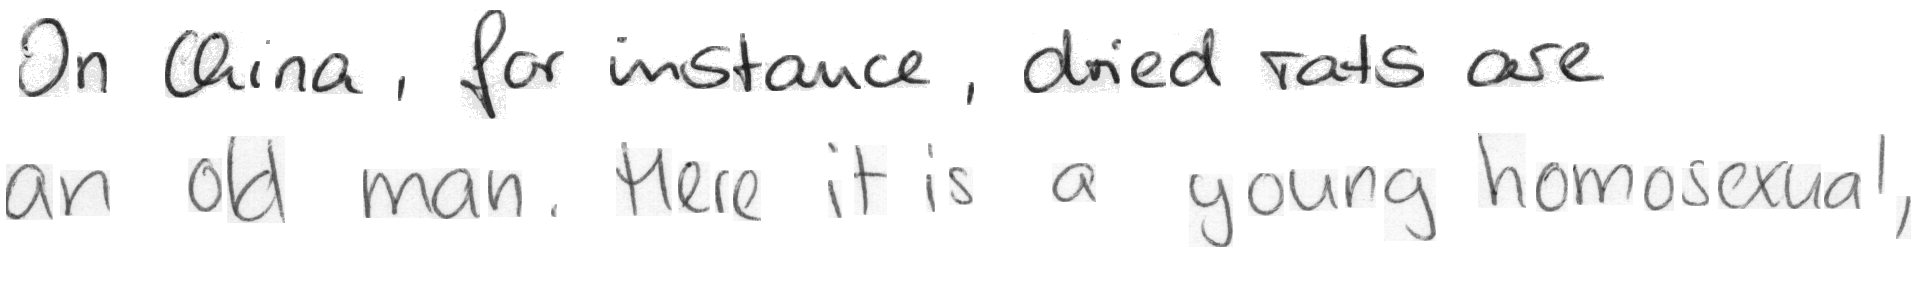 In China, for instance, dried rats are
an old man. Here it is a young homosexual,